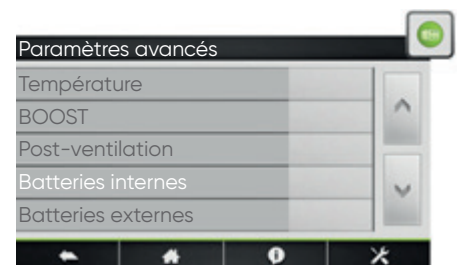 Paramètres avancés
Température
BOOST
Post-ventilation
Batteries internes
Batteries externes